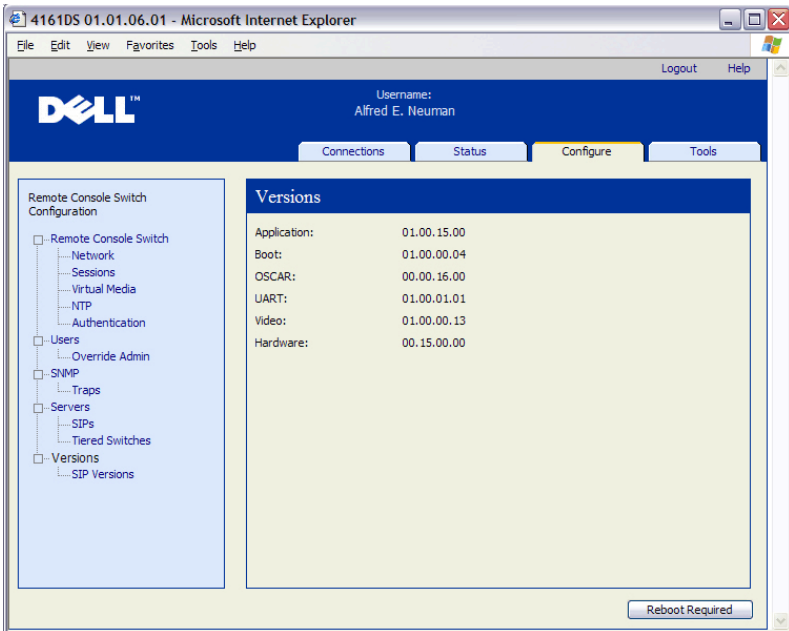 4161DS 01.01.06.01 - Microsoft Internet Explorer
File Edit View Favorites Tools Help
Logout Help
DELL™
Username:
Alfred E. Neuman
Connections Status Configure Tools
Remote Console Switch
Configuration
Remote Console Switch
Network
Sessions
Virtual Media
NTP
Authentication
Users
Override Admin
SNMP
Traps
Servers
SIPs
Tiered Switches
Versions
SIP Versions
Versions
Application: 01.00.15.00
Boot: 01.00.00.04
OSCAR: 00.00.16.00
UART: 01.00.01.01
Video: 01.00.00.13
Hardware: 00.15.00.00
Reboot Required